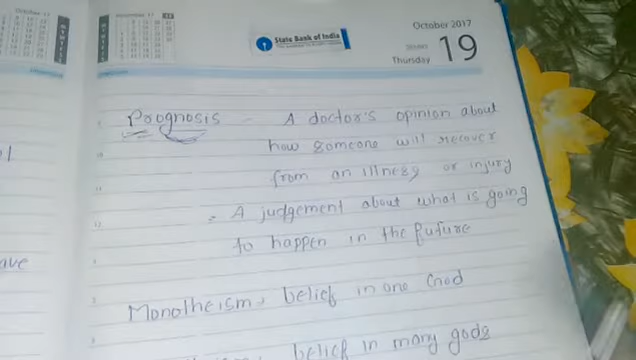 October 2017
State Bank of India
19
Thursday
Prognosis - A doctor's opinion about
how someone will recover
from an illness or injury
= A judgement about what is going
to happen in the future
ave
Monotheism, belief in one God
belief in many gods